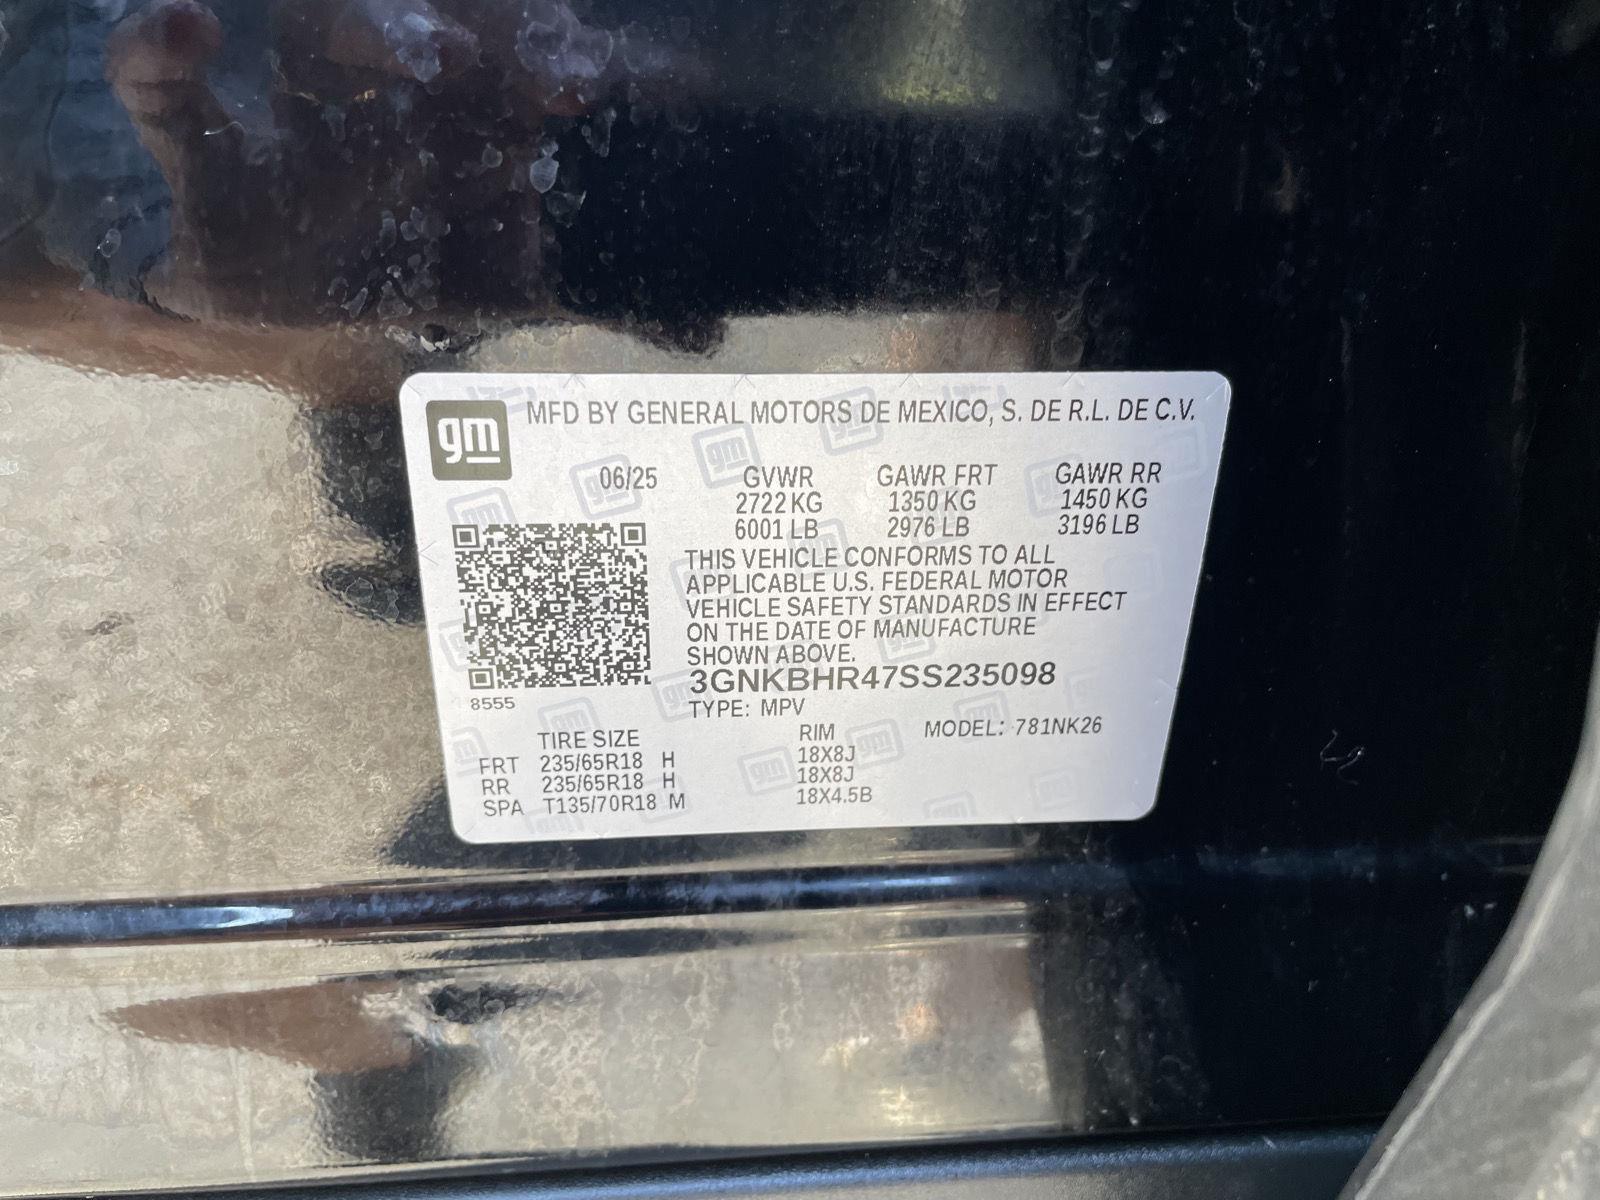 gm
MFD BY GENERAL MOTORS DE MEXICO, S. DE R.L. DE C.V.
06/25 GVWR GAWR FRT GAWR RR
2722 KG 1350 KG 1450 KG
6001 LB 2976 LB 3196 LB
THIS VEHICLE CONFORMS TO ALL
APPLICABLE U.S. FEDERAL MOTOR
VEHICLE SAFETY STANDARDS IN EFFECT
ON THE DATE OF MANUFACTURE
SHOWN ABOVE.
3GNKBHR47SS235098
8555
TYPE: MPV
TIRE SIZE RIM MODEL: 781NK26
FRT 235/65R18 H 18X8J
RR 235/65R18 H 18X8J
SPA T135/70R18 M 18X4.5B